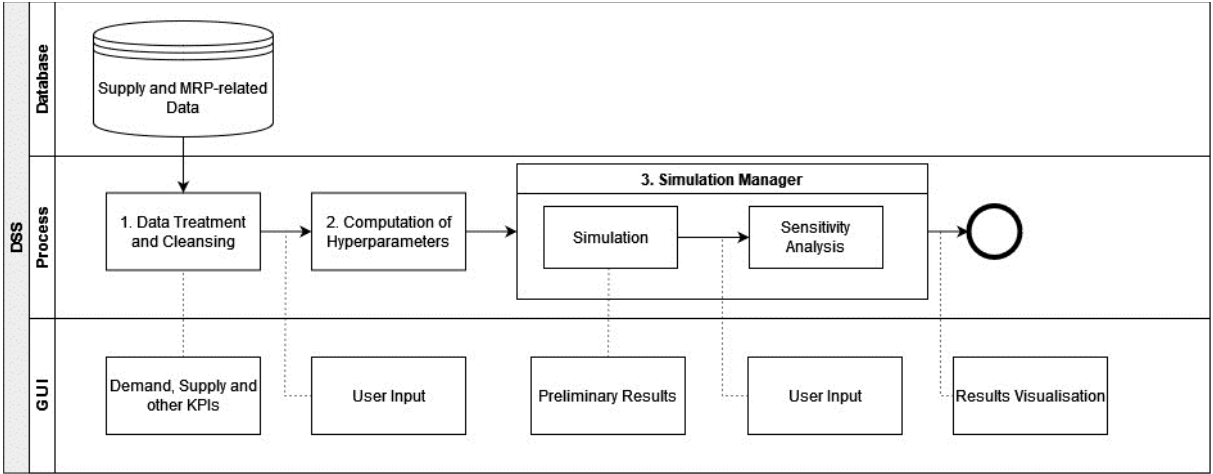 DSS
Database
Supply and MRP-related
Data
Process
1. Data Treatment
and Cleansing
2. Computation of
Hyperparameters
3. Simulation Manager
Simulation
Sensitivity
Analysis
GUI
Demand, Supply and
other KPIs
User Input
Preliminary Results
User Input
Results Visualisation